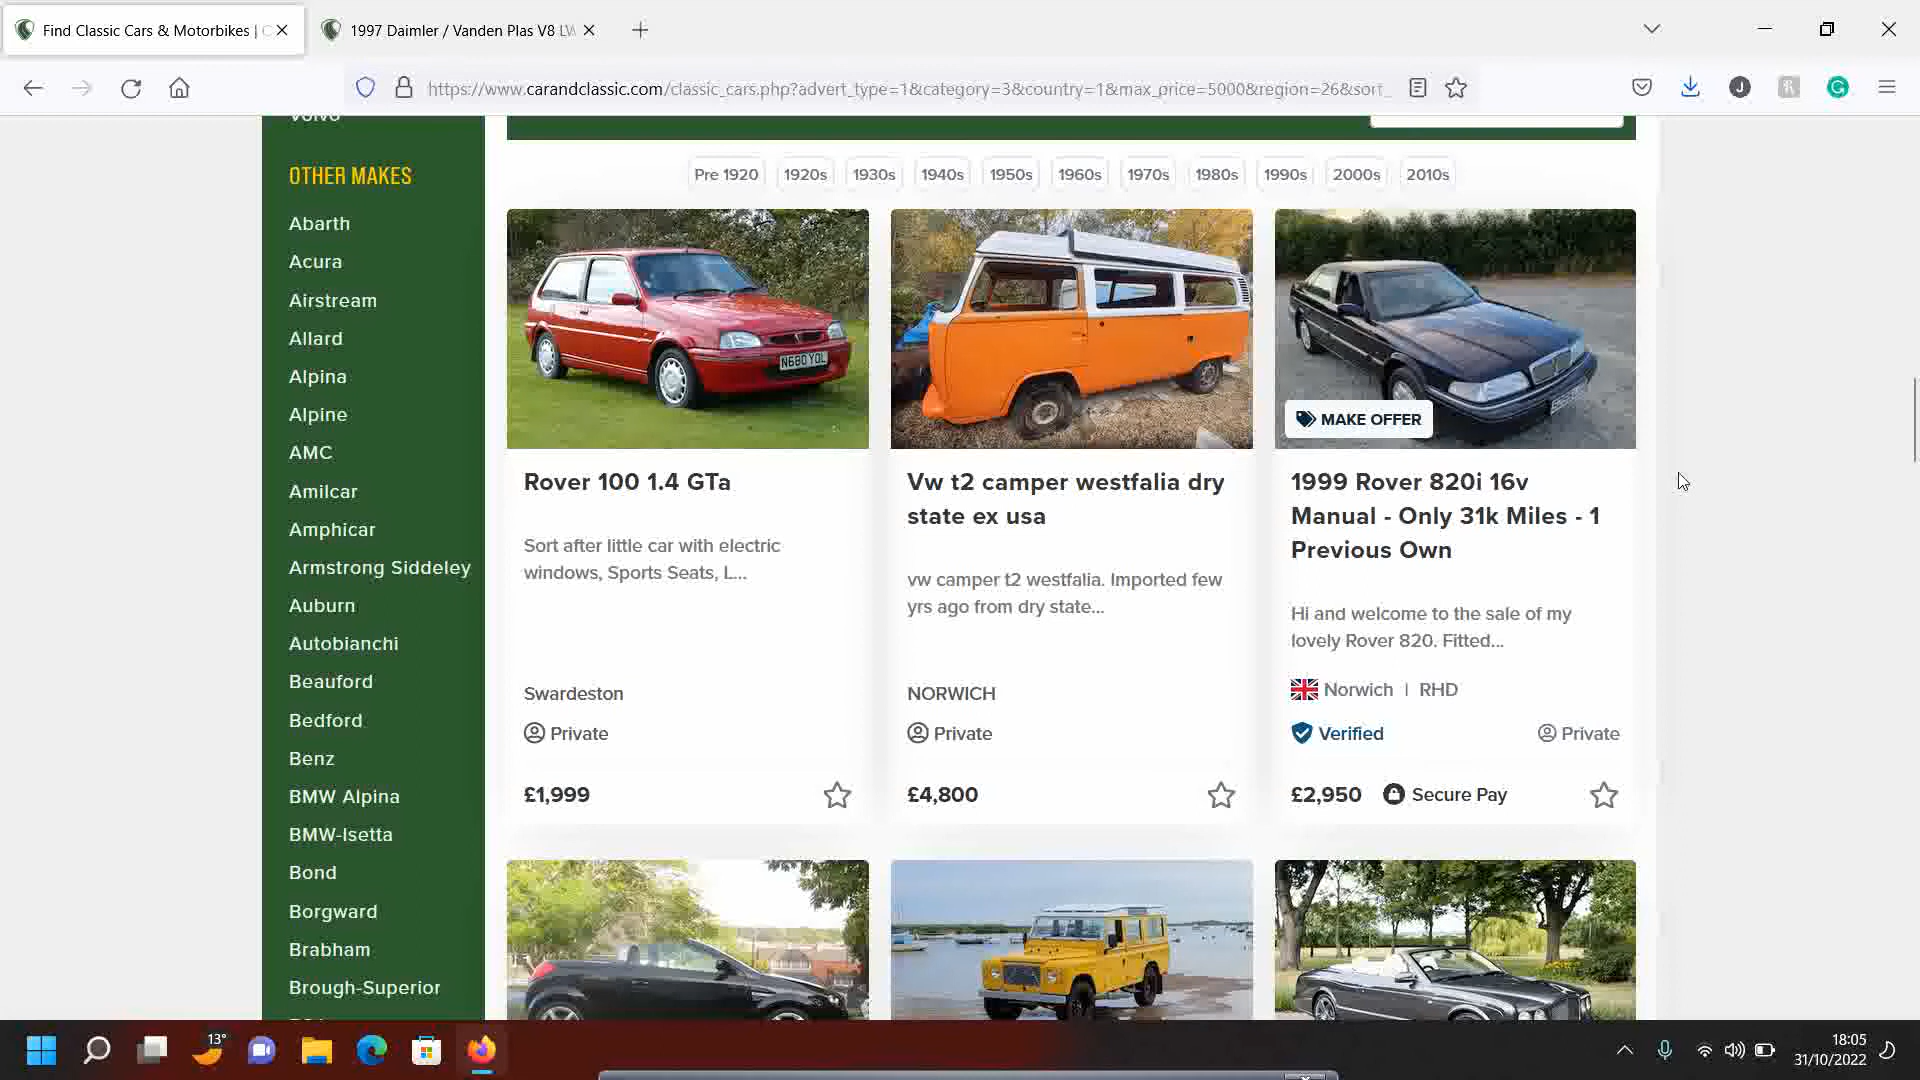 Find Classic Cars & Motorbikes |
1997 Daimler / Vanden Plas V8 LW
https://www.carandclassic.com/classic_cars.php?advert_type=1&category=3&country=1&max_price=5000&region=26&sort_
J
Volvo
OTHER MAKES
Abarth
Acura
Airstream
Allard
Alpina
Alpine
AMC
Amilcar
Amphicar
Armstrong Siddeley
Auburn
Autobianchi
Beauford
Bedford
Benz
BMW Alpina
BMW-Isetta
Bond
Borgward
Brabham
Brough-Superior
Pre 1920 1920s 1930s 1940s 1950s 1960s 1970s 1980s 1990s 2000s 2010s
N680 YOL
Rover 100 1.4 GTa
Sort after little car with electric
windows, Sports Seats, L...
Swardeston
Private
£1,999
Vw t2 camper westfalia dry
state ex usa
vw camper t2 westfalia. Imported few
yrs ago from dry state...
NORWICH
Private
£4,800
MAKE OFFER
1999 Rover 820i 16v
Manual - Only 31k Miles - 1
Previous Own
Hi and welcome to the sale of my
lovely Rover 820. Fitted...
Norwich | RHD
Verified Private
£2,950 Secure Pay
13°
18:05
31/10/2022